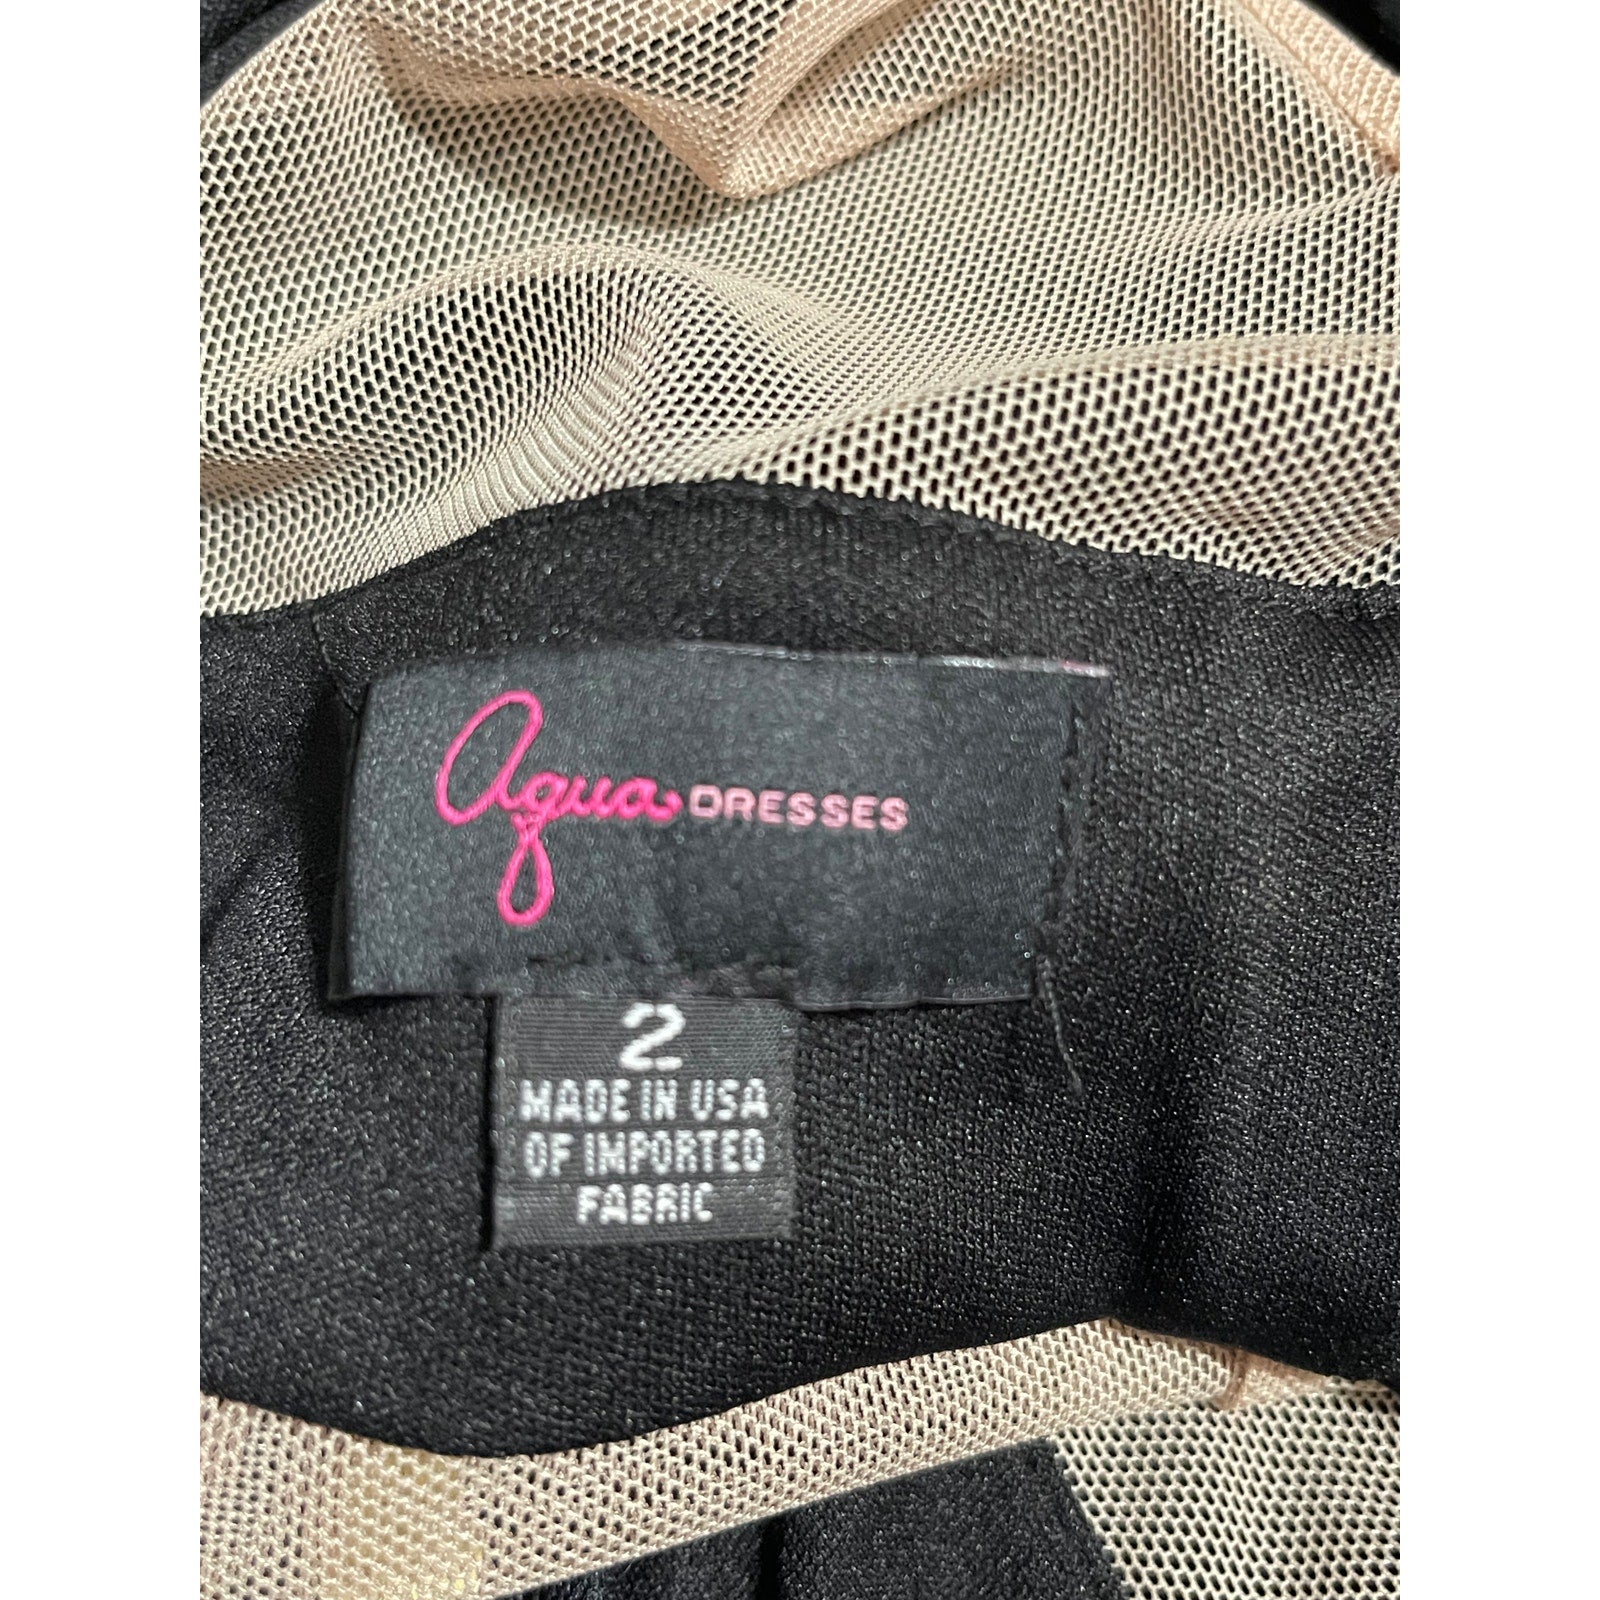 Aqua DRESSES
2
MADE IN USA
OF IMPORTED
FABRIC